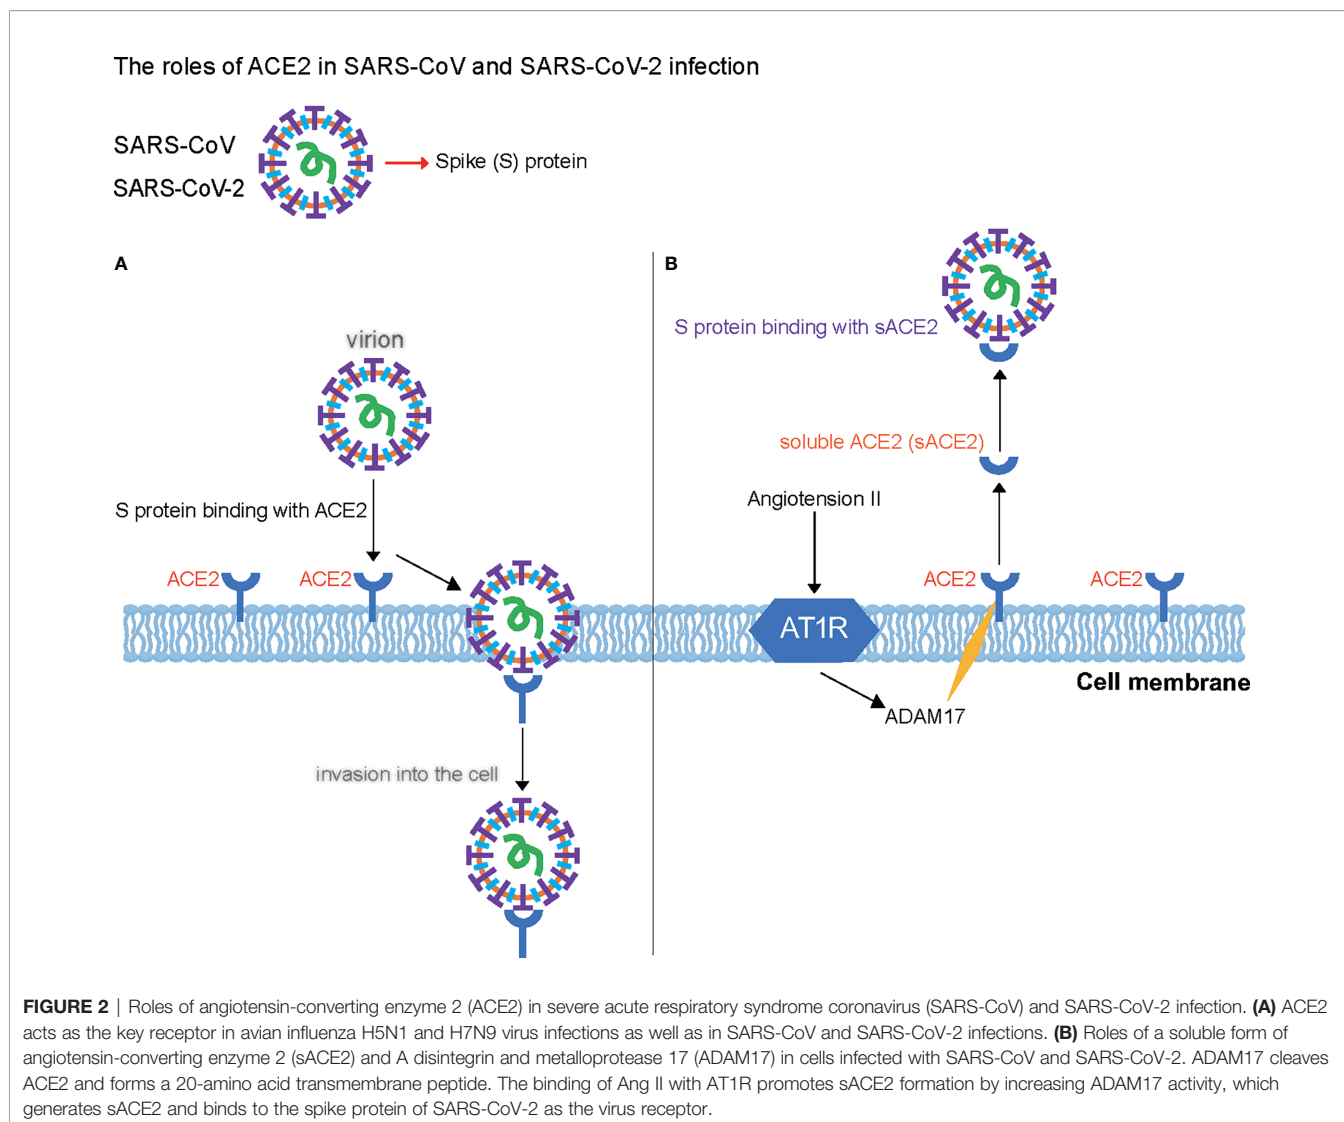 The roles of ACE2 in SARS-CoV and SARS-CoV-2 infection
SARS-CoV
SARS-CoV-2
Spike (S) protein
A
virion
S protein binding with ACE2
ACE2
ACE2
invasion into the cell
B
S protein binding with sACE2
soluble ACE2 (sACE2)
Angiotension II
ACE2
ACE2
AT1R
Cell membrane
ADAM17
FIGURE 2 | Roles of angiotensin-converting enzyme 2 (ACE2) in severe acute respiratory syndrome coronavirus (SARS-CoV) and SARS-CoV-2 infection. (A) ACE2
acts as the key receptor in avian influenza H5N1 and H7N9 virus infections as well as in SARS-CoV and SARS-CoV-2 infections. (B) Roles of a soluble form of
angiotensin-converting enzyme 2 (sACE2) and A disintegrin and metalloprotease 17 (ADAM17) in cells infected with SARS-CoV and SARS-CoV-2. ADAM17 cleaves
ACE2 and forms a 20-amino acid transmembrane peptide. The binding of Ang II with AT1R promotes sACE2 formation by increasing ADAM17 activity, which
generates sACE2 and binds to the spike protein of SARS-CoV-2 as the virus receptor.